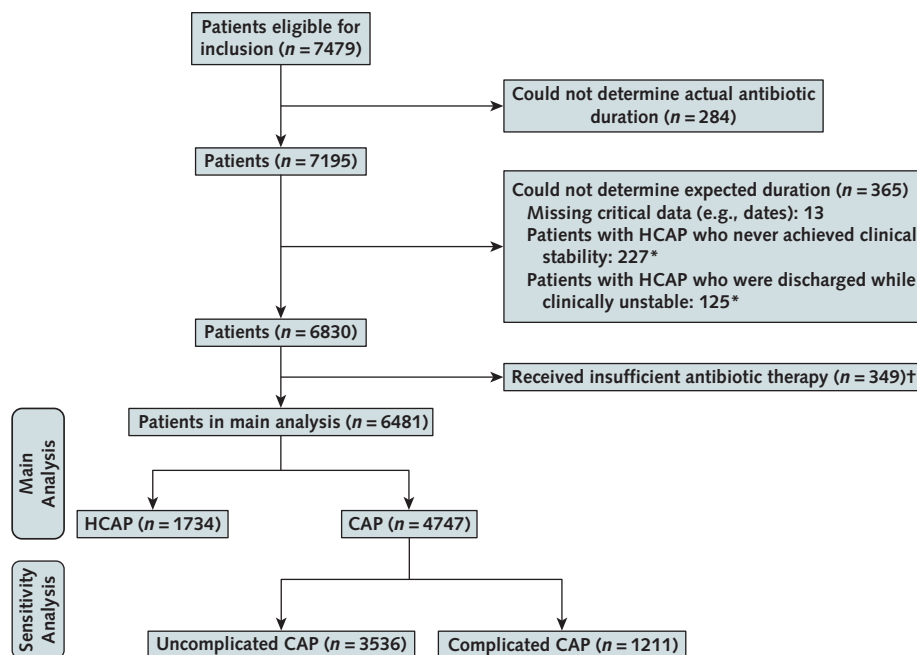 Patients eligible for
inclusion (n = 7479)
Could not determine actual antibiotic
duration (n = 284)
Patients (n = 7195)
Could not determine expected duration (n = 365)
Missing critical data (e.g., dates): 13
Patients with HCAP who never achieved clinical
stability: 227*
Patients with HCAP who were discharged while
clinically unstable: 125*
Patients (n = 6830)
Received insufficient antibiotic therapy (n = 349)†
Patients in main analysis (n = 6481)
Main
Analysis
HCAP (n = 1734)
CAP (n = 4747)
Sensitivity
Analysis
Uncomplicated CAP (n = 3536)
Complicated CAP (n = 1211)